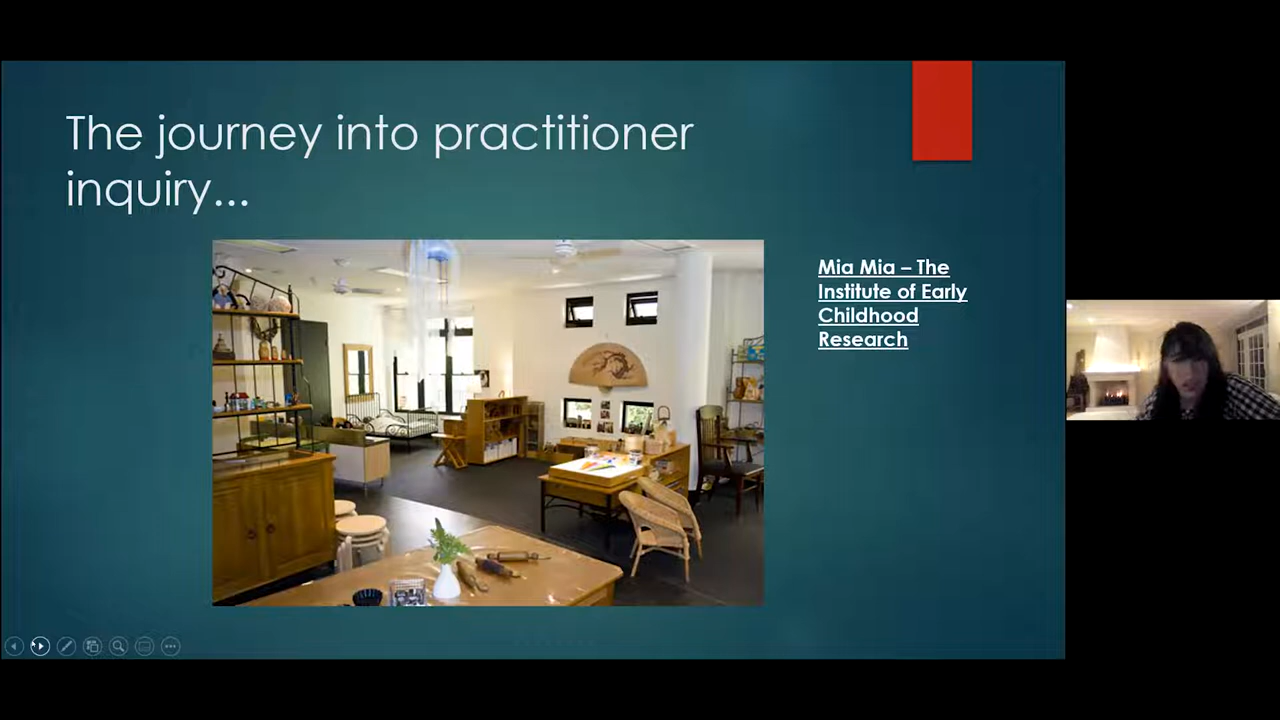 The journey into practitioner
inquiry...
Mia Mia – The
Institute of Early
Childhood
Research